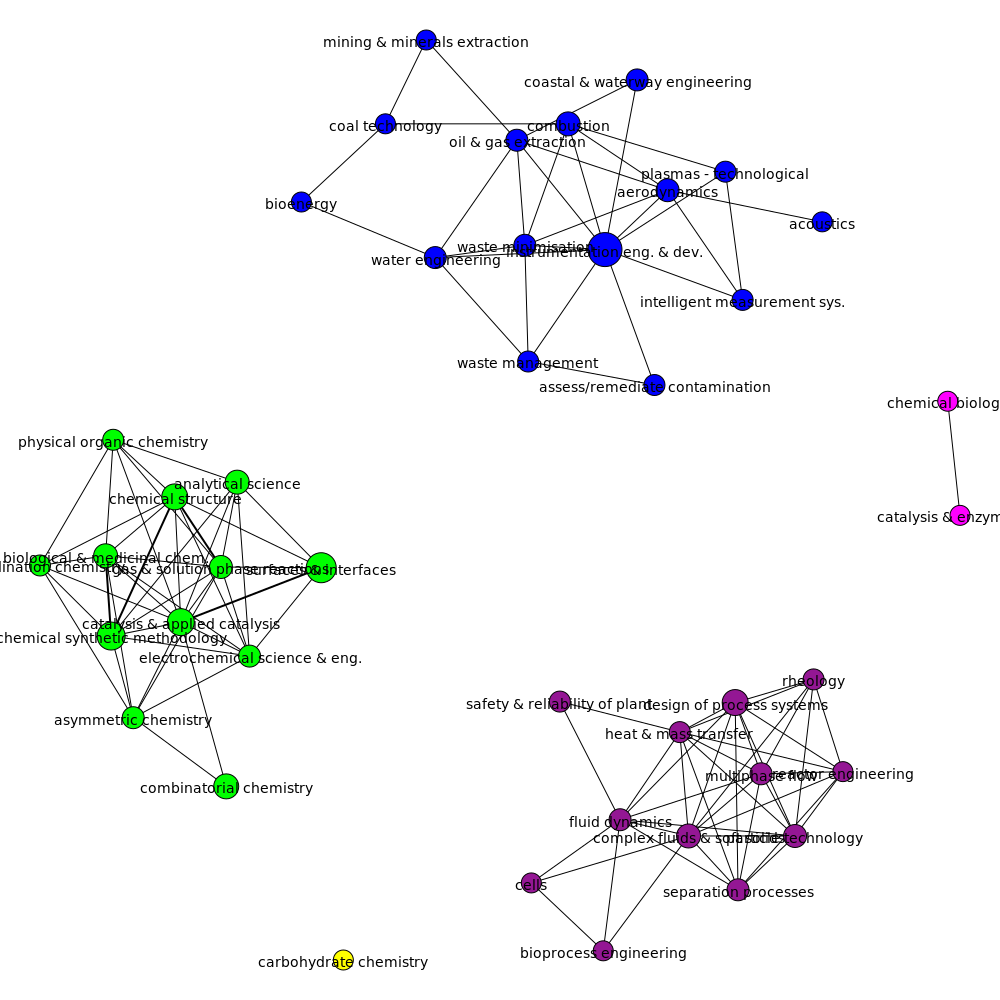 mining & minerals extraction
coastal & waterway engineering
coal technology
combustion
oil & gas extraction
plasmas - technological
aerodynamics
bioenergy
acoustics
waste minimisation
instrumentation eng. & dev.
water engineering
intelligent measurement sys.
waste management
assess/remediate contamination
chemical biolog
physical organic chemistry
analytical science
chemical structure
catalysis & enzym
biological & medicinal chem.
dination chemistry
gas & solution phase reactions
surfaces & interfaces
catalysis & applied catalysis
chemical synthetic methodology
electrochemical science & eng.
asymmetric chemistry
combinatorial chemistry
rheology
safety & reliability of plant
design of process systems
heat & mass transfer
multiphase flow
reactor engineering
fluid dynamics
complex fluids & soft solids
particle technology
cells
separation processes
bioprocess engineering
carbohydrate chemistry